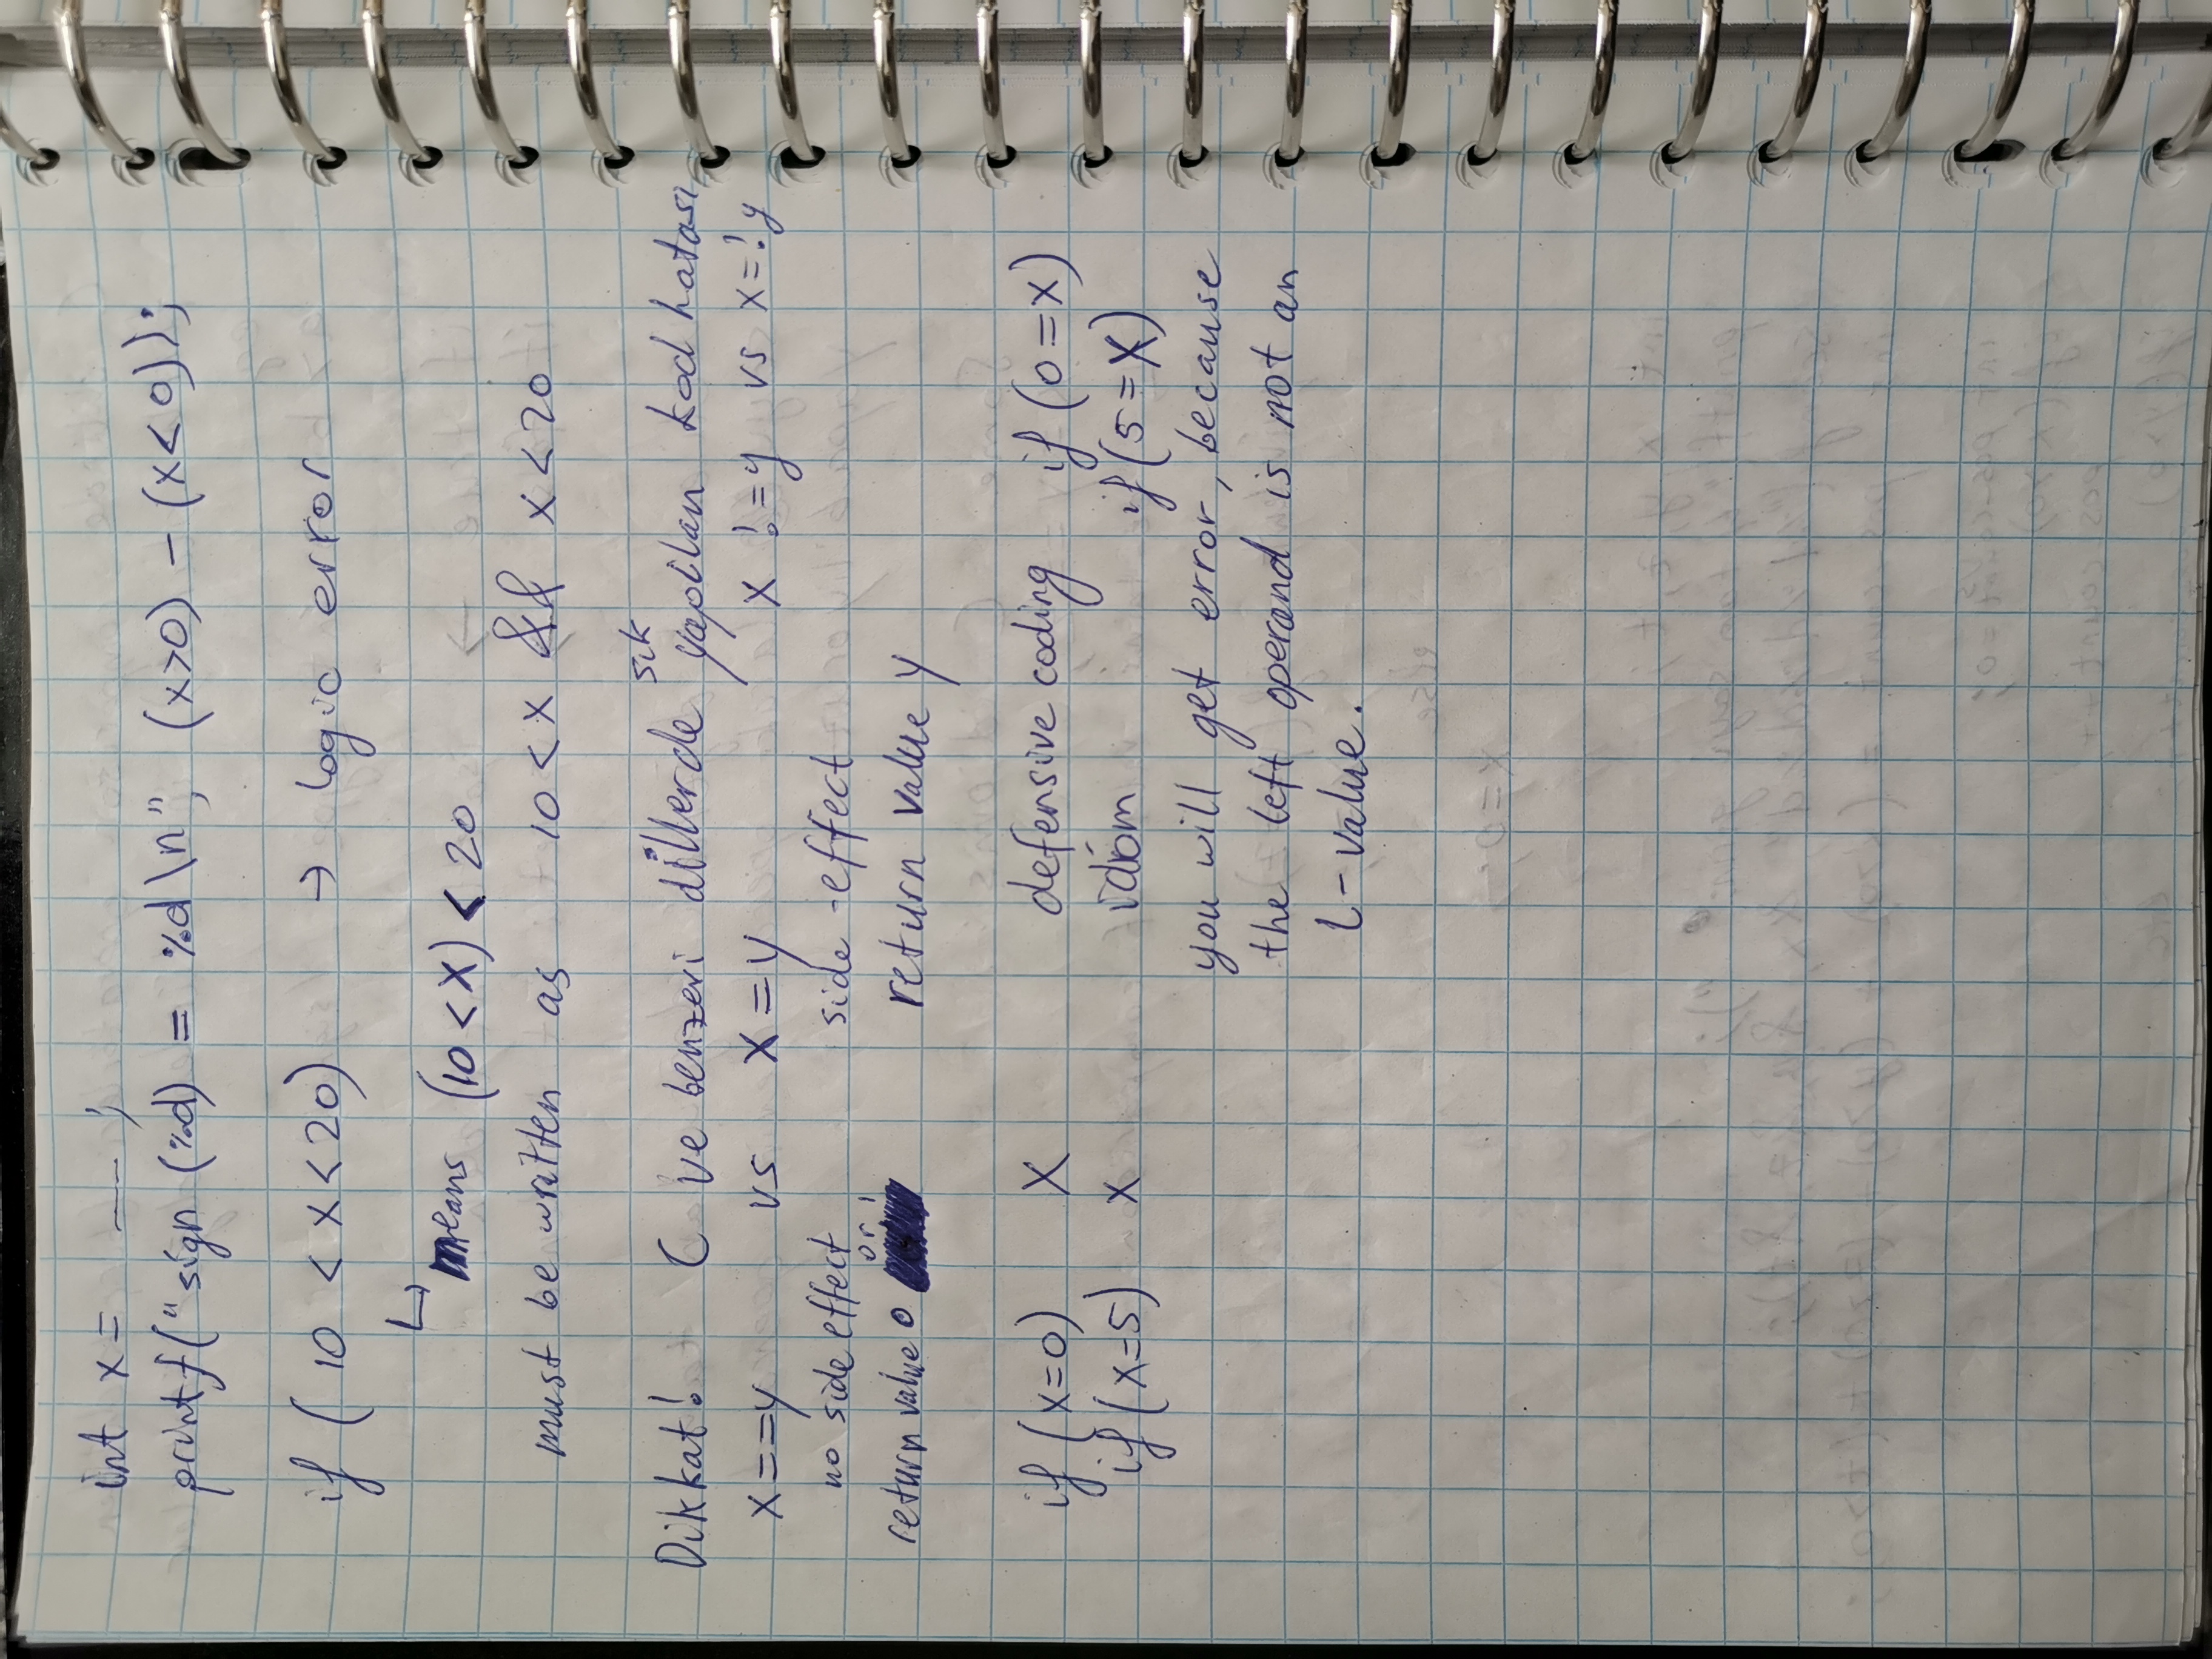 int x = __ ;
printf("sign (%d) = %d \n", (x>0) - (x<0));
if ( 10 < x < 20) → logic error
↳ means (10 < x) < 20
must be written as 10 < x && x < 20
Dikkat! C ve benzeri dillerde sık yapılan kod hatası
x==y vs x = y x != y vs x =! y
no side effect side-effect
return value 0 or 1 return value y
if (x=0) X defensive coding if (0=x)
if (x=5) X idiom if (5=x)
you will get error, because
the left operand is not an
L-value.